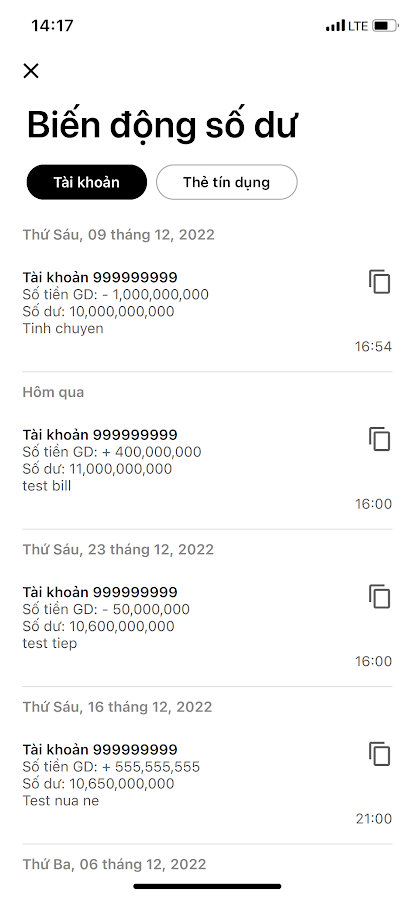 14:17
LTE
Biến động số dư
Tài khoản
Thẻ tín dụng
Thứ Sáu, 09 tháng 12, 2022
Tài khoản 999999999
Số tiền GD: - 1,000,000,000
Số dư: 10,000,000,000
Tinh chuyen
16:54
Hôm qua
Tài khoản 999999999
Số tiền GD: + 400,000,000
Số dư: 11,000,000,000
test bill
16:00
Thứ Sáu, 23 tháng 12, 2022
Tài khoản 999999999
Số tiền GD: - 50,000,000
Số dư: 10,600,000,000
test tiep
16:00
Thứ Sáu, 16 tháng 12, 2022
Tài khoản 999999999
Số tiền GD: + 555,555,555
Số dư: 10,650,000,000
Test nua ne
21:00
Thứ Ba, 06 tháng 12, 2022